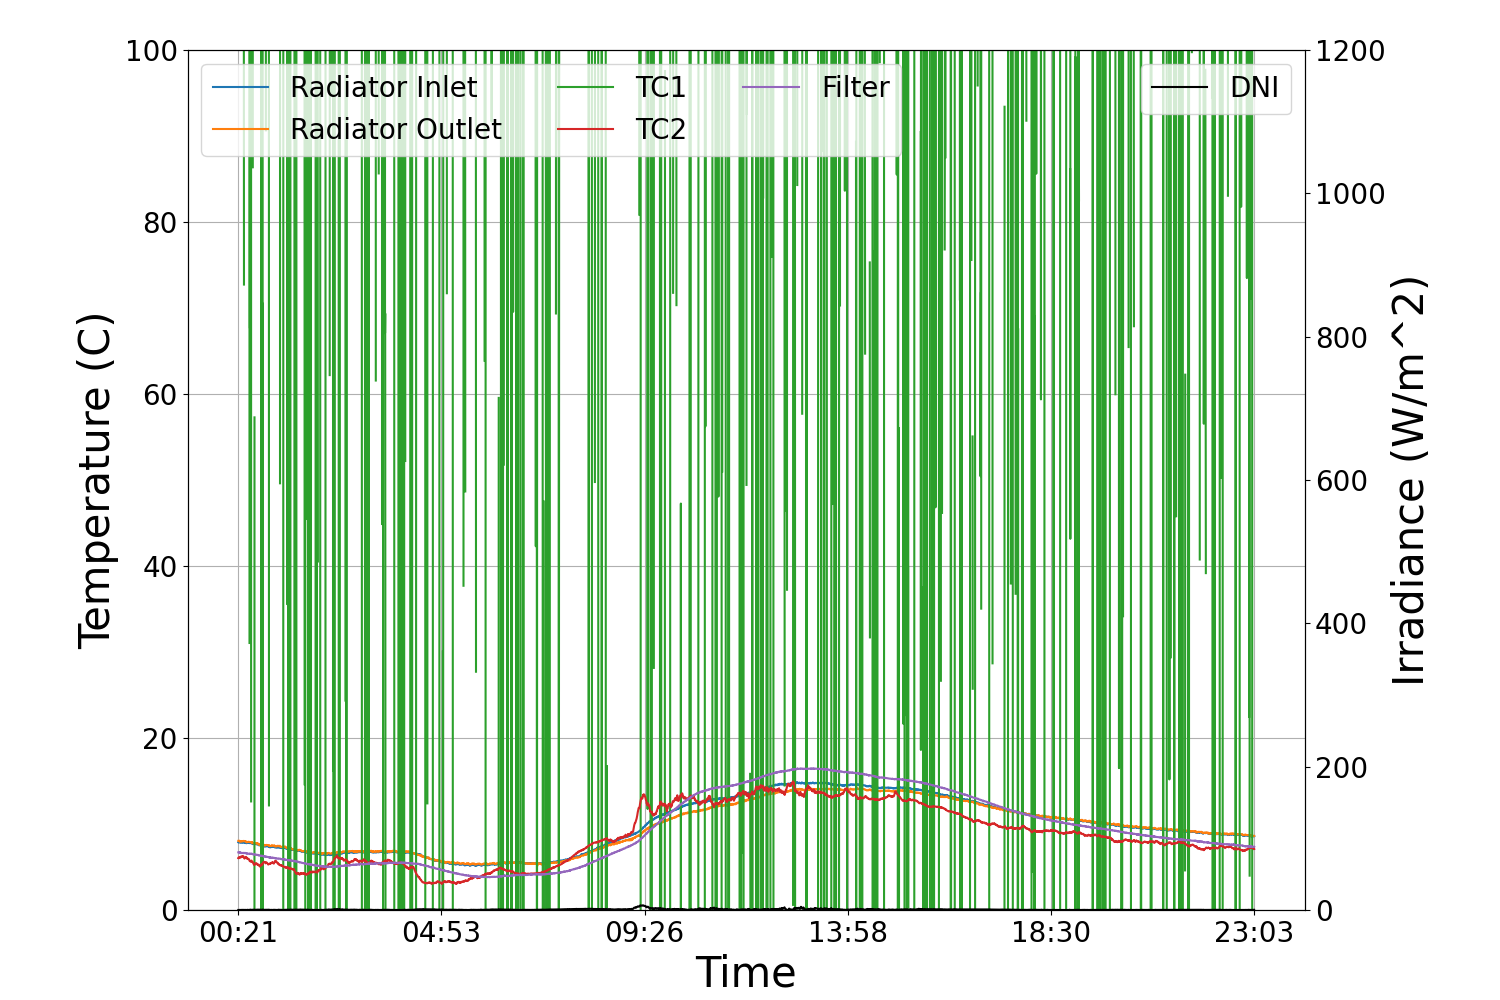 100
80
60
40
20
0
Temperature (C)
Radiator Inlet
Radiator Outlet
TC1
TC2
Filter
DNI
1200
1000
800
600
400
200
0
Irradiance (W/m^2)
00:21 04:53 09:26 13:58 18:30 23:03
Time